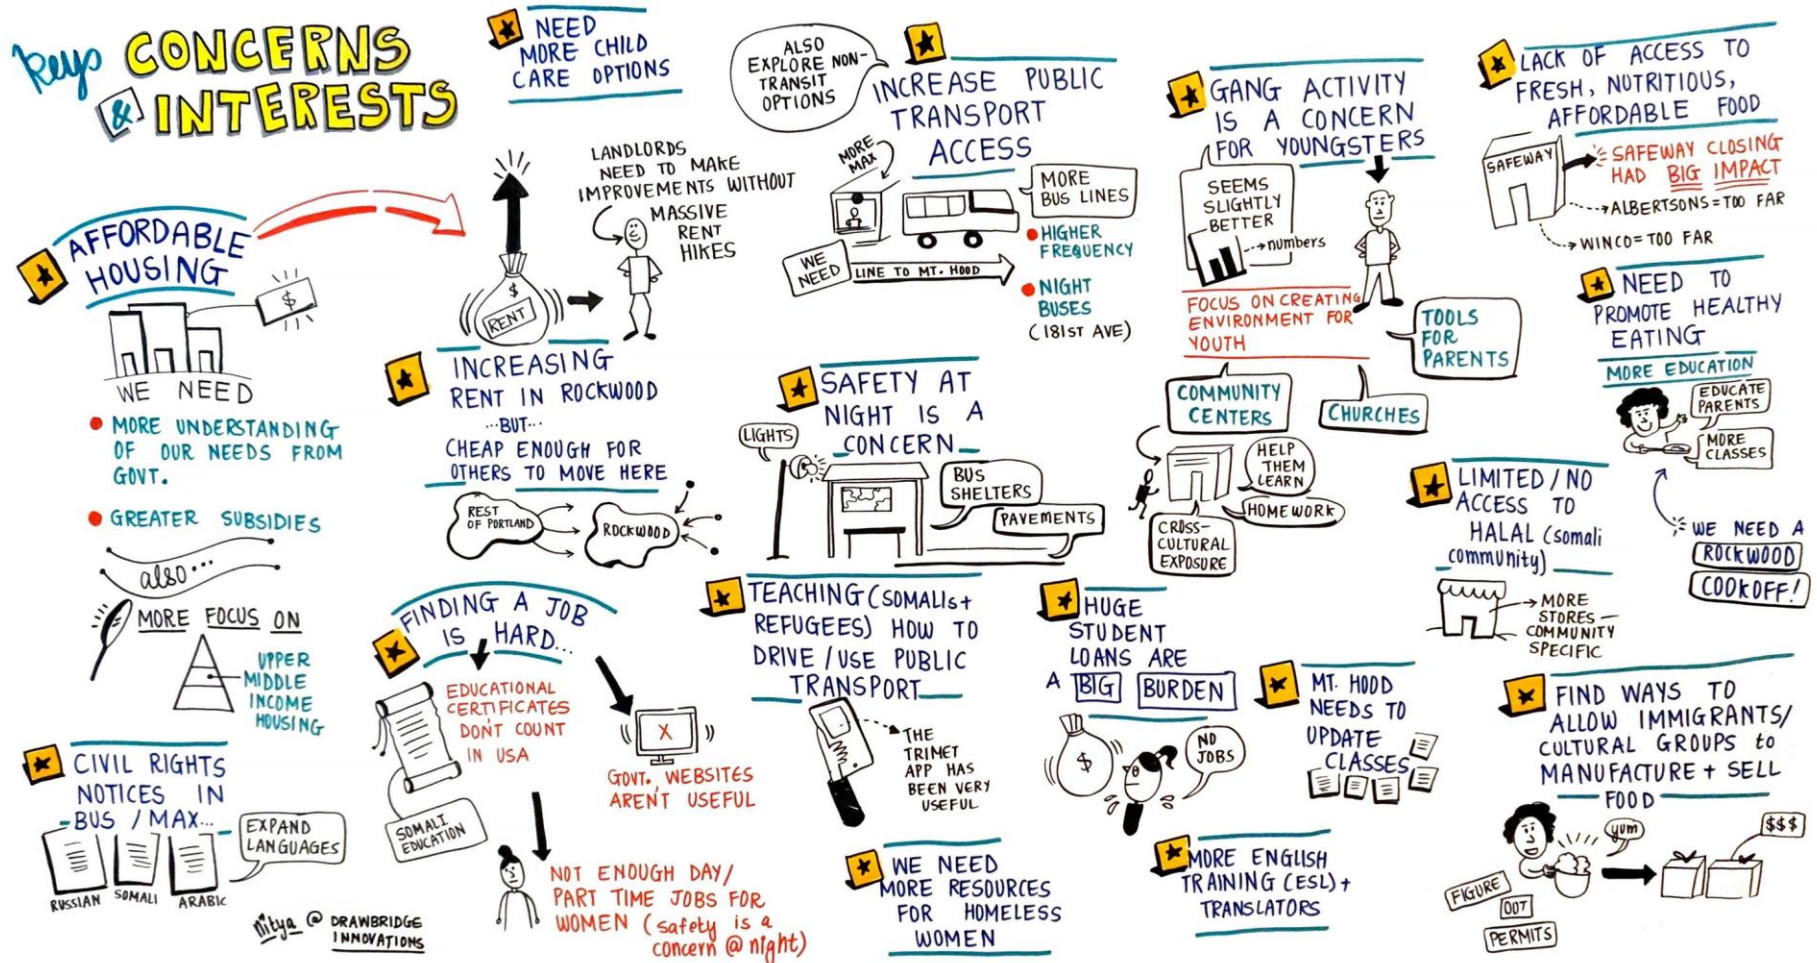 Keys CONCERNS
& INTERESTS
NEED
MORE CHILD
CARE OPTIONS
ALSO
EXPLORE NON-
TRANSIT
OPTIONS
INCREASE PUBLIC
TRANSPORT
ACCESS
MORE
MAX
MORE
BUS LINES
HIGHER
FREQUENCY
NIGHT
BUSES
(181ST AVE)
WE
NEED
LINE TO MT. HOOD
GANG ACTIVITY
IS A CONCERN
FOR YOUNGSTERS
SEEMS
SLIGHTLY
BETTER
numbers
FOCUS ON CREATING
ENVIRONMENT FOR
YOUTH
TOOLS
FOR
PARENTS
COMMUNITY
CENTERS
CHURCHES
HELP
THEM
LEARN
HOMEWORK
CROSS-
CULTURAL
EXPOSURE
LACK OF ACCESS TO
FRESH, NUTRITIOUS,
AFFORDABLE FOOD
SAFEWAY
SAFEWAY CLOSING
HAD BIG IMPACT
ALBERTSONS = TOO FAR
WINCO = TOO FAR
NEED TO
PROMOTE HEALTHY
EATING
MORE EDUCATION
EDUCATE
PARENTS
MORE
CLASSES
WE NEED A
ROCKWOOD
COOKOFF!
AFFORDABLE
HOUSING
$
WE NEED
MORE UNDERSTANDING
OF OUR NEEDS FROM
GOVT.
GREATER SUBSIDIES
also...
MORE FOCUS ON
UPPER
MIDDLE
INCOME
HOUSING
LANDLORDS
NEED TO MAKE
IMPROVEMENTS WITHOUT
MASSIVE
RENT
HIKES
$
RENT
INCREASING
RENT IN ROCKWOOD
...BUT...
CHEAP ENOUGH FOR
OTHERS TO MOVE HERE
REST
OF PORTLAND
ROCKWOOD
SAFETY AT
NIGHT IS A
CONCERN
LIGHTS
BUS
SHELTERS
PAVEMENTS
LIMITED / NO
ACCESS TO
HALAL (somali
community)
MORE
STORES -
COMMUNITY
SPECIFIC
FINDING A JOB
IS HARD...
EDUCATIONAL
CERTIFICATES
DON'T COUNT
IN USA
SOMALI
EDUCATION
X
GOVT. WEBSITES
AREN'T USEFUL
NOT ENOUGH DAY/
PART TIME JOBS FOR
WOMEN (safety is a
concern @ night)
TEACHING (SOMALIs +
REFUGEES) HOW TO
DRIVE / USE PUBLIC
TRANSPORT
THE
TRIMET
APP HAS
BEEN VERY
USEFUL
HUGE
STUDENT
LOANS ARE
A BIG BURDEN
$
NO
JOBS
MT. HOOD
NEEDS TO
UPDATE
CLASSES
FIND WAYS TO
ALLOW IMMIGRANTS/
CULTURAL GROUPS to
MANUFACTURE + SELL
FOOD
yum
$$$
FIGURE
OUT
PERMITS
CIVIL RIGHTS
NOTICES IN
BUS / MAX...
EXPAND
LANGUAGES
RUSSIAN SOMALI ARABIC
WE NEED
MORE RESOURCES
FOR HOMELESS
WOMEN
MORE ENGLISH
TRAINING (ESL) +
TRANSLATORS
Nitya @ DRAWBRIDGE
INNOVATIONS